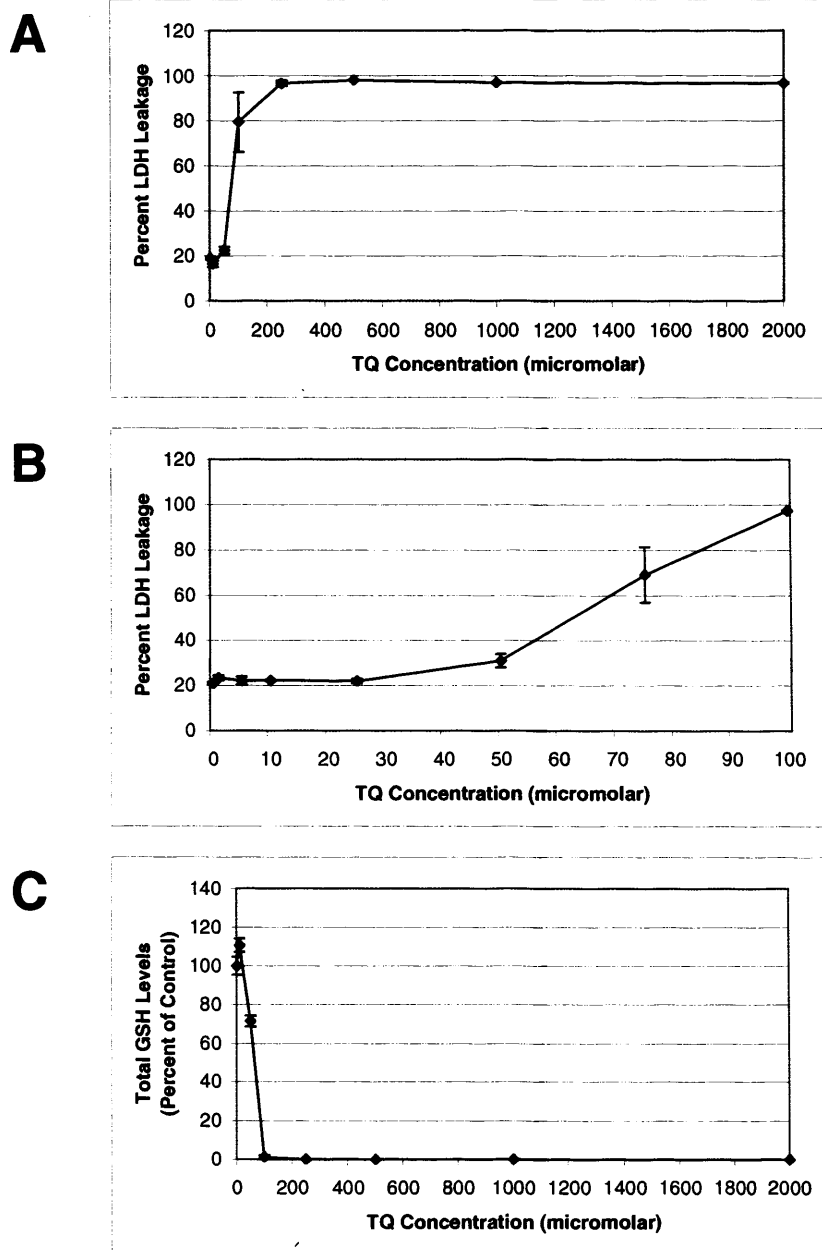 A
120
100
80
60
40
20
0
Percent LDH Leakage
0 200 400 600 800 1000 1200 1400 1600 1800 2000
TQ Concentration (micromolar)
B
120
100
80
60
40
20
0
Percent LDH Leakage
0 10 20 30 40 50 60 70 80 90 100
TQ Concentration (micromolar)
C
140
120
100
80
60
40
20
0
Total GSH Levels
(Percent of Control)
0 200 400 600 800 1000 1200 1400 1600 1800 2000
TQ Concentration (micromolar)